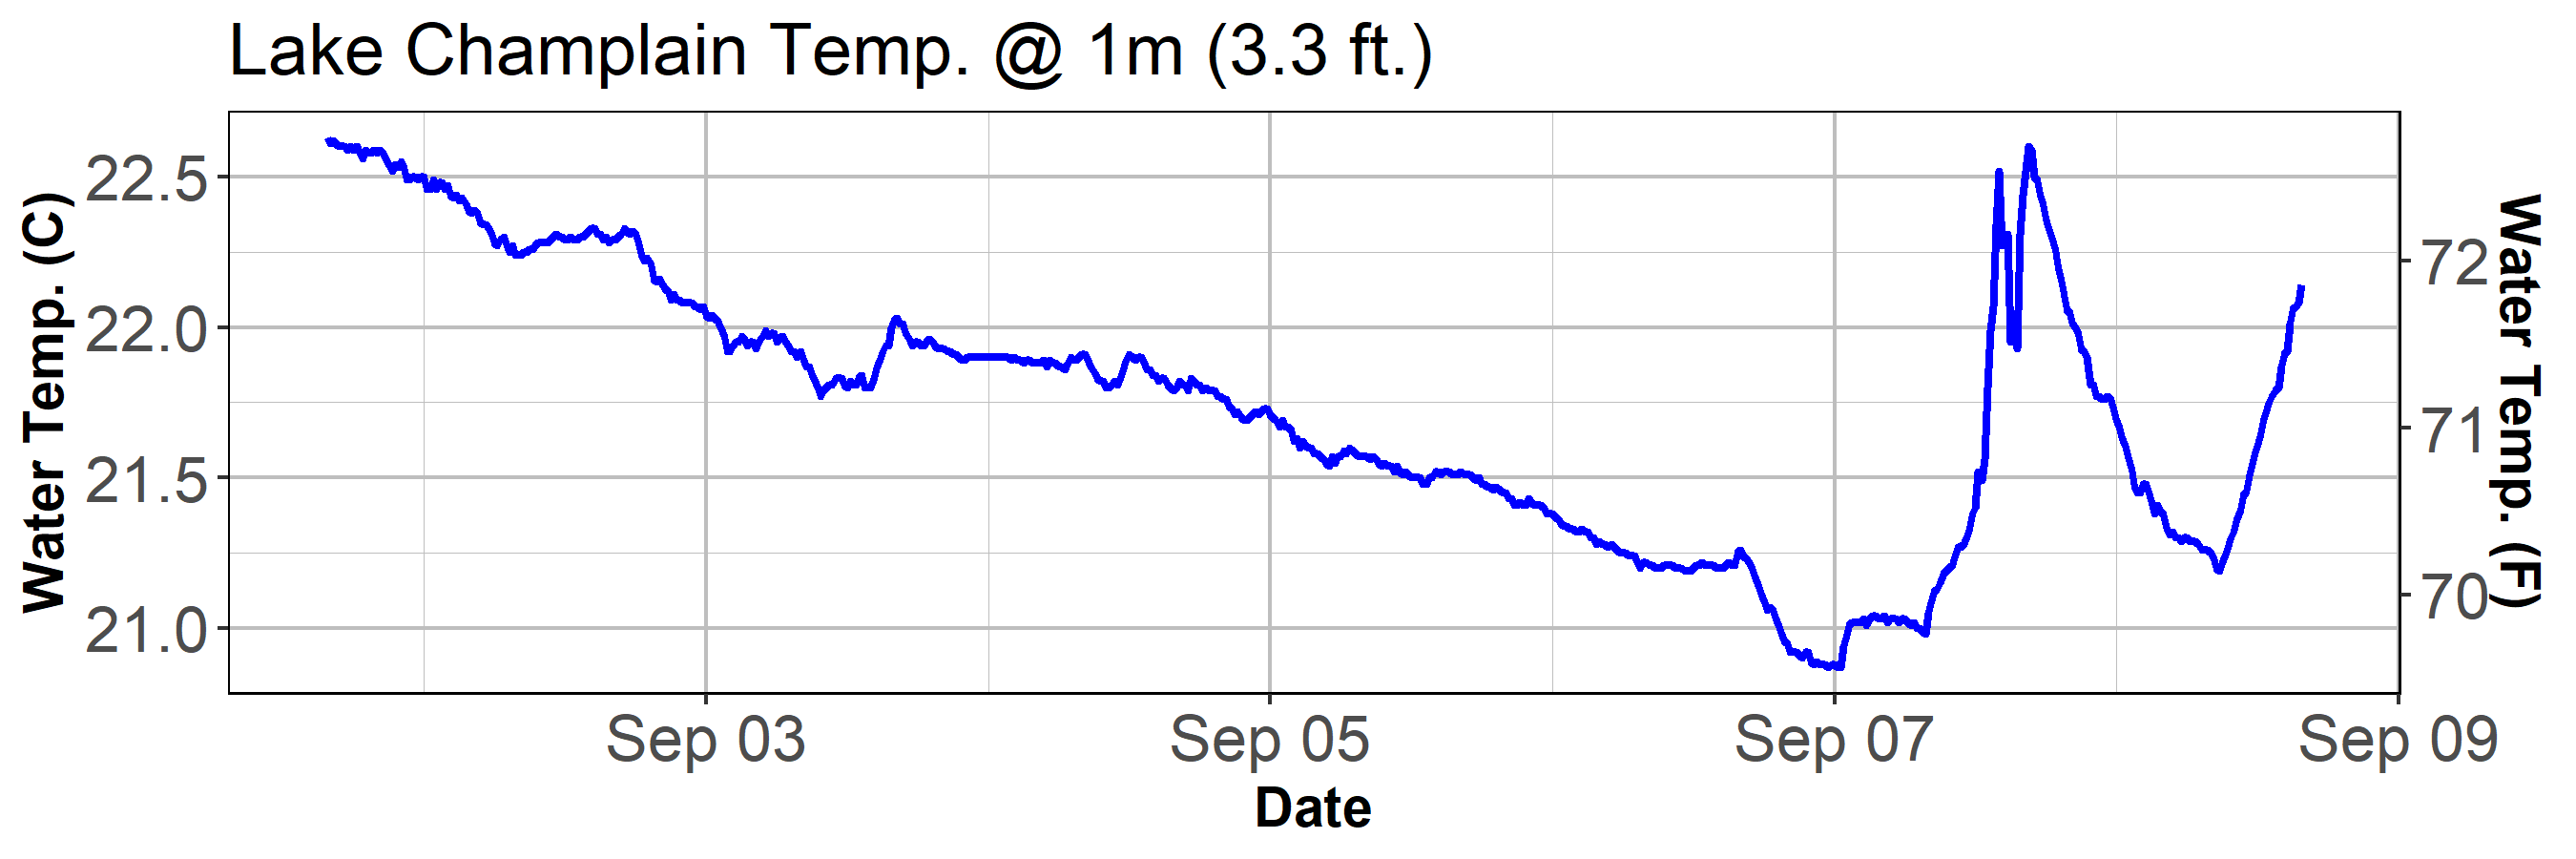 Lake Champlain Temp. @ 1m (3.3 ft.)
Water Temp. (C)
22.5
22.0
21.5
21.0
72
71
70
Water Temp. (F)
Sep 03 Sep 05 Sep 07 Sep 09
Date